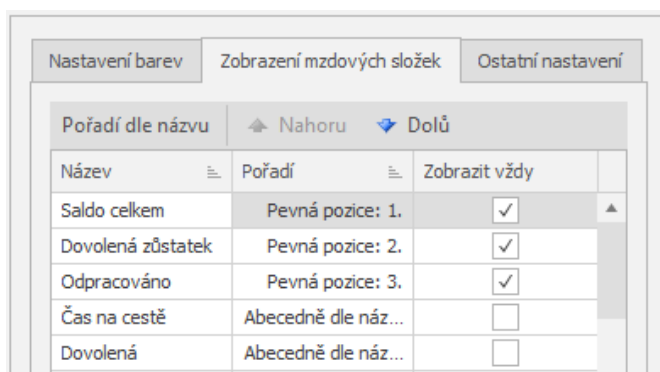 Nastavení barev Zobrazení mzdových složek Ostatní nastavení
Pořadí dle názvu Nahoru Dolů
Název Pořadí Zobrazit vždy
Saldo celkem Pevná pozice: 1.
Dovolená zůstatek Pevná pozice: 2.
Odpracováno Pevná pozice: 3.
Čas na cestě Abecedně dle náz...
Dovolená Abecedně dle náz...